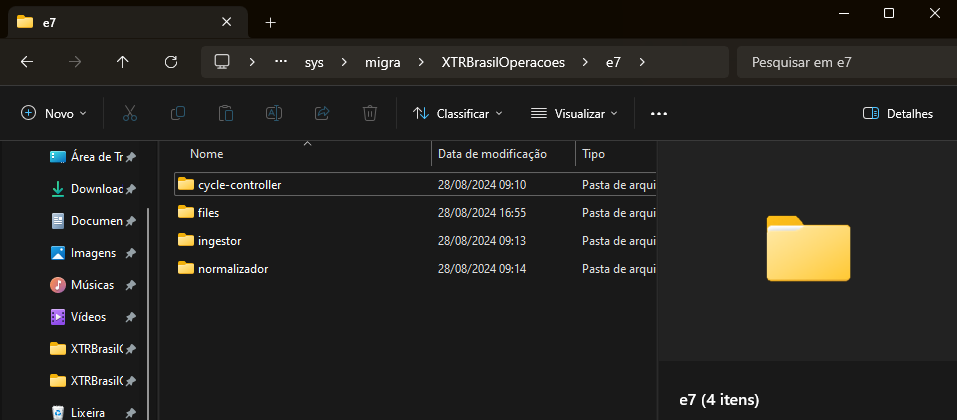 e7
sys
migra
XTRBrasilOperacoes
e7
Pesquisar em e7
Novo
Classificar
Visualizar
Detalhes
Nome
Data de modificação
Tipo
Área de Tr
Download
Documen
Imagens
Músicas
Vídeos
XTRBrasilO
XTRBrasilO
Lixeira
cycle-controller 28/08/2024 09:10 Pasta de arqui
files 28/08/2024 16:55 Pasta de arqui
ingestor 28/08/2024 09:13 Pasta de arqui
normalizador 28/08/2024 09:14 Pasta de arqui
e7 (4 itens)